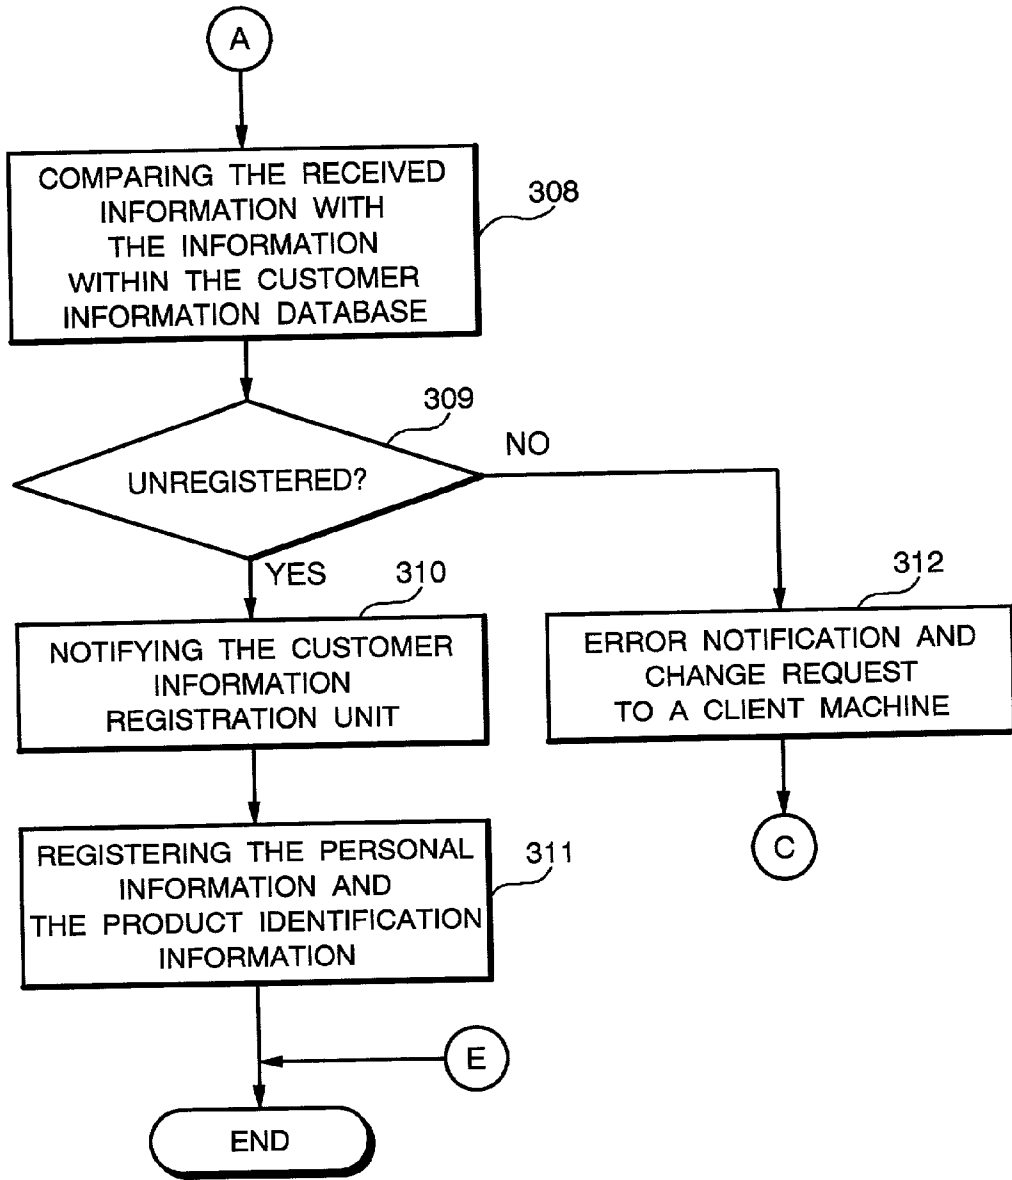 A
COMPARING THE RECEIVED
INFORMATION WITH
THE INFORMATION
WITHIN THE CUSTOMER
INFORMATION DATABASE
308
309
UNREGISTERED?
NO
YES
310
NOTIFYING THE CUSTOMER
INFORMATION
REGISTRATION UNIT
312
ERROR NOTIFICATION AND
CHANGE REQUEST
TO A CLIENT MACHINE
C
REGISTERING THE PERSONAL
INFORMATION AND
THE PRODUCT IDENTIFICATION
INFORMATION
311
E
END